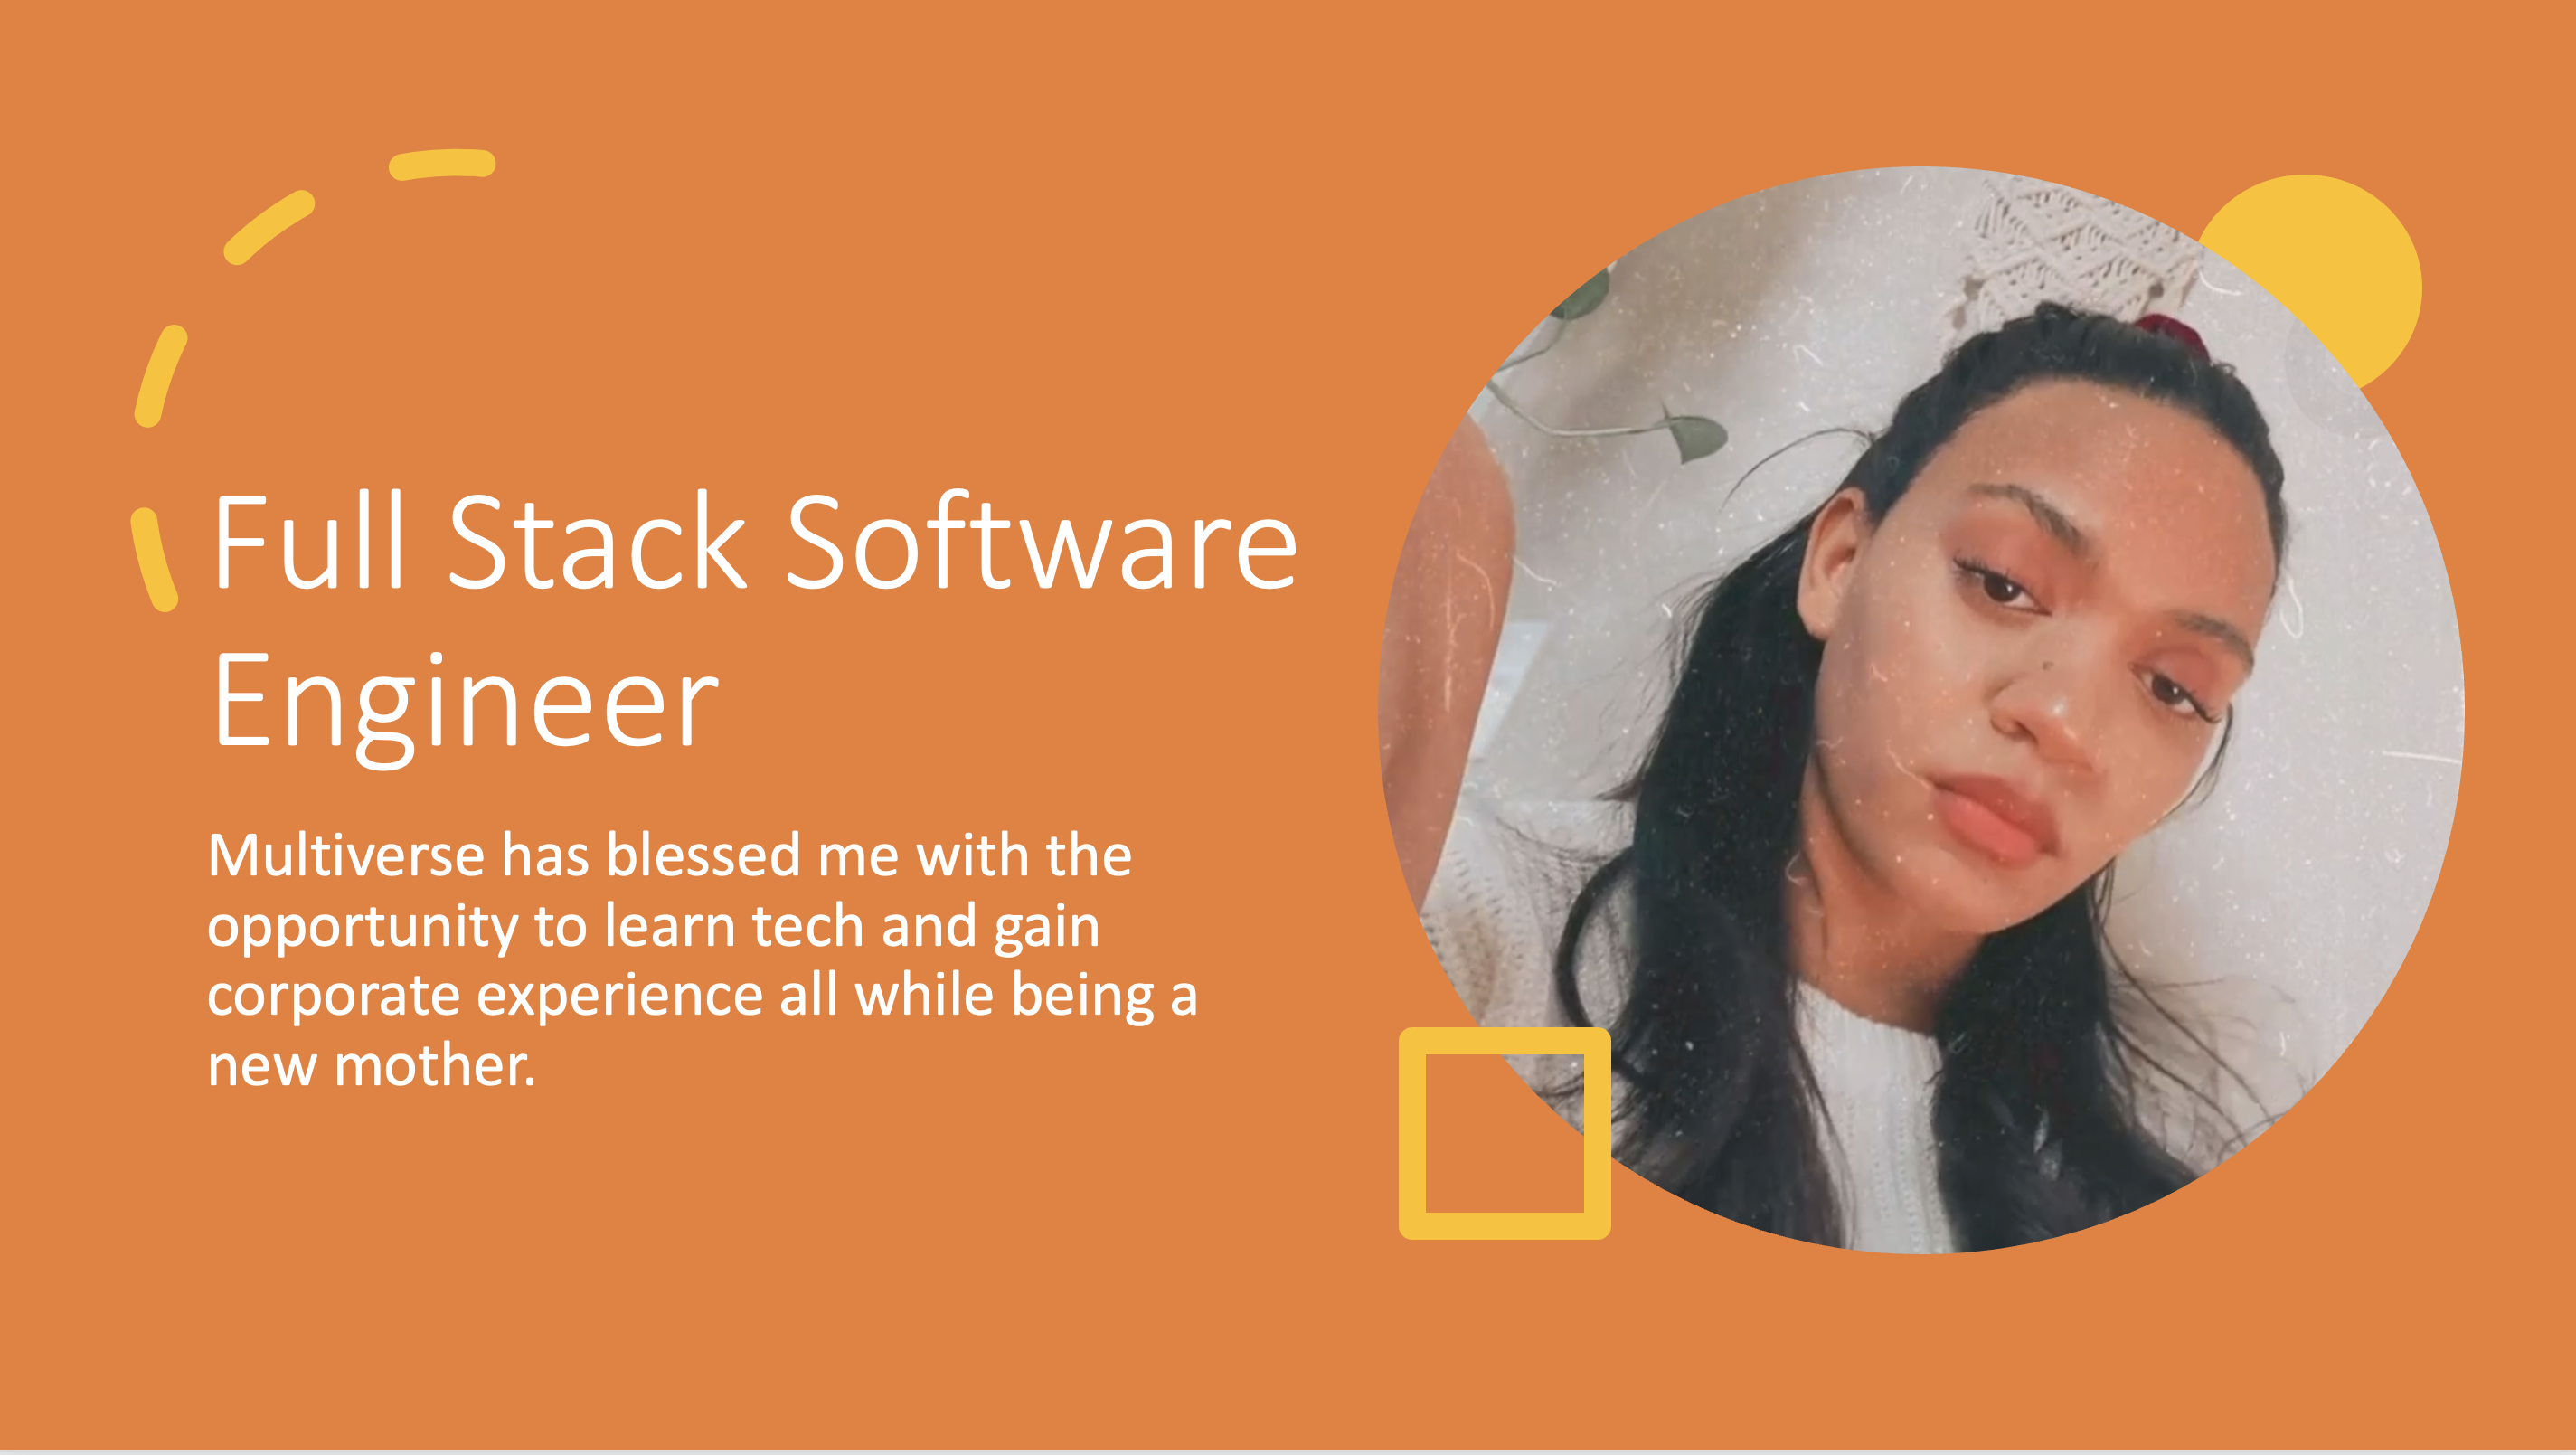 Full Stack Software
Engineer
Multiverse has blessed me with the
opportunity to learn tech and gain
corporate experience all while being a
new mother.